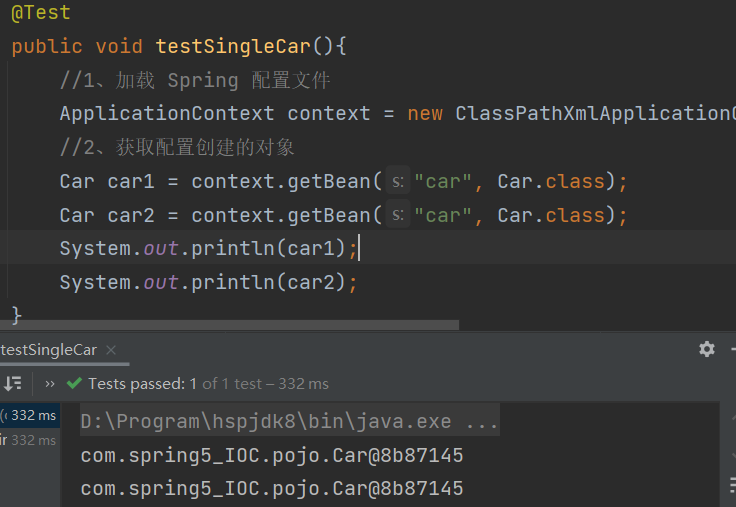 @Test
public void testSingleCar(){
//1、加载 Spring 配置文件
ApplicationContext context = new ClassPathXmlApplication
//2、获取配置创建的对象
Car car1 = context.getBean( s: "car", Car.class);
Car car2 = context.getBean( s: "car", Car.class);
System.out.println(car1);
System.out.println(car2);
}
testSingleCar ×
» Tests passed: 1 of 1 test – 332 ms
332 ms
332 ms
D:\Program\hspjdk8\bin\java.exe ...
com.spring5_IOC.pojo.Car@8b87145
com.spring5_IOC.pojo.Car@8b87145